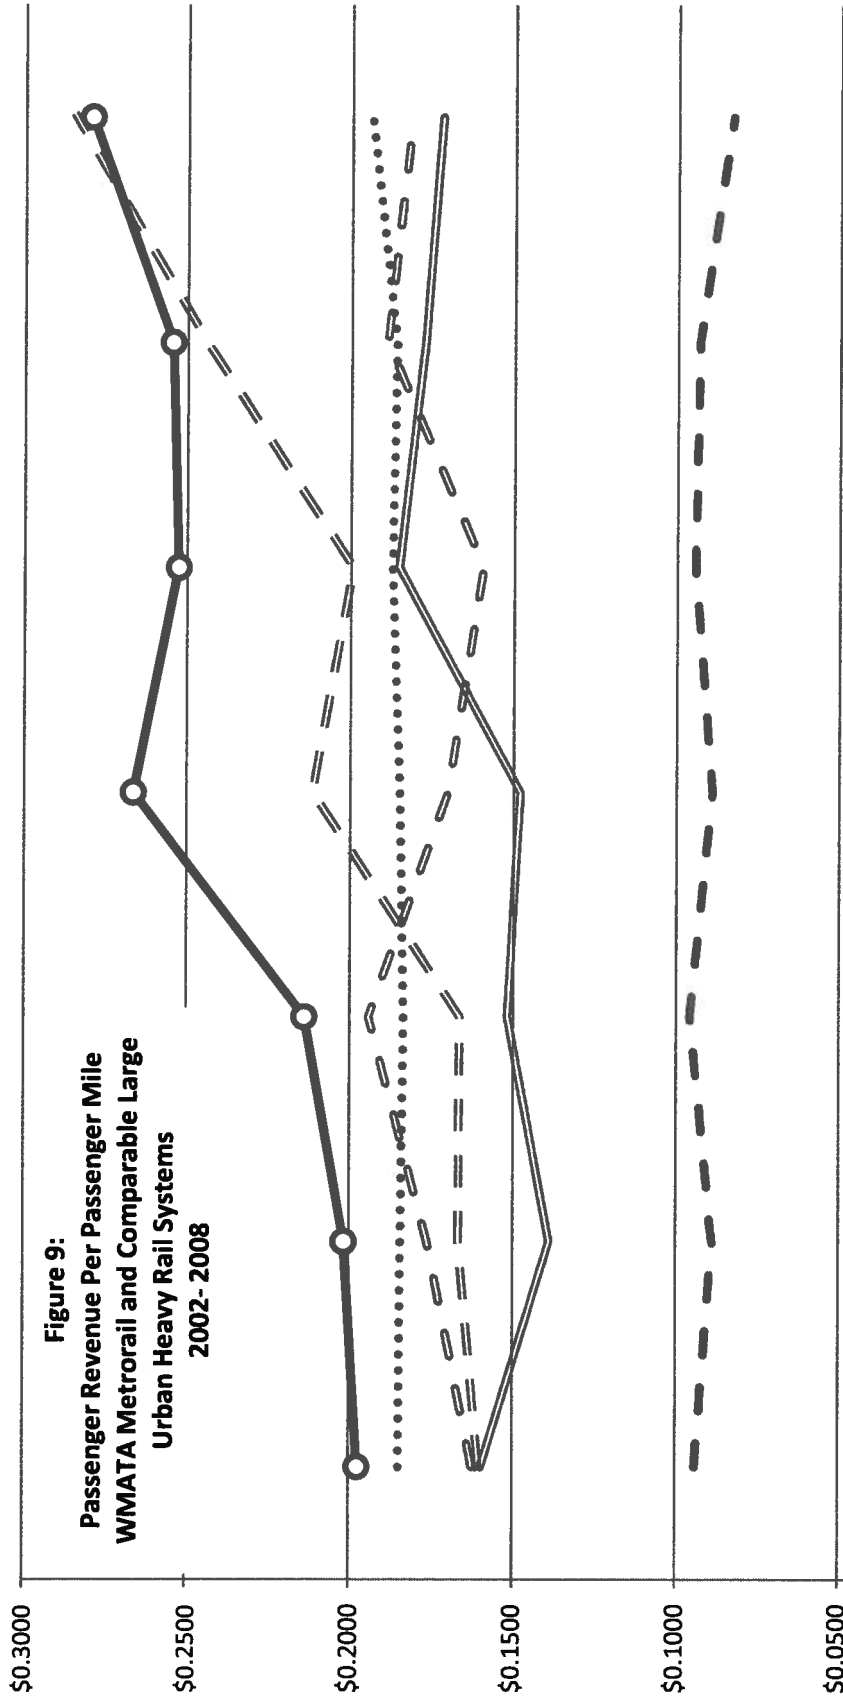 Figure 9:
Passenger Revenue Per Passenger Mile
WMATA Metrorail and Comparable Large
Urban Heavy Rail Systems
2002- 2008
$0.3000
$0.2500
$0.2000
$0.1500
$0.1000
$0.0500